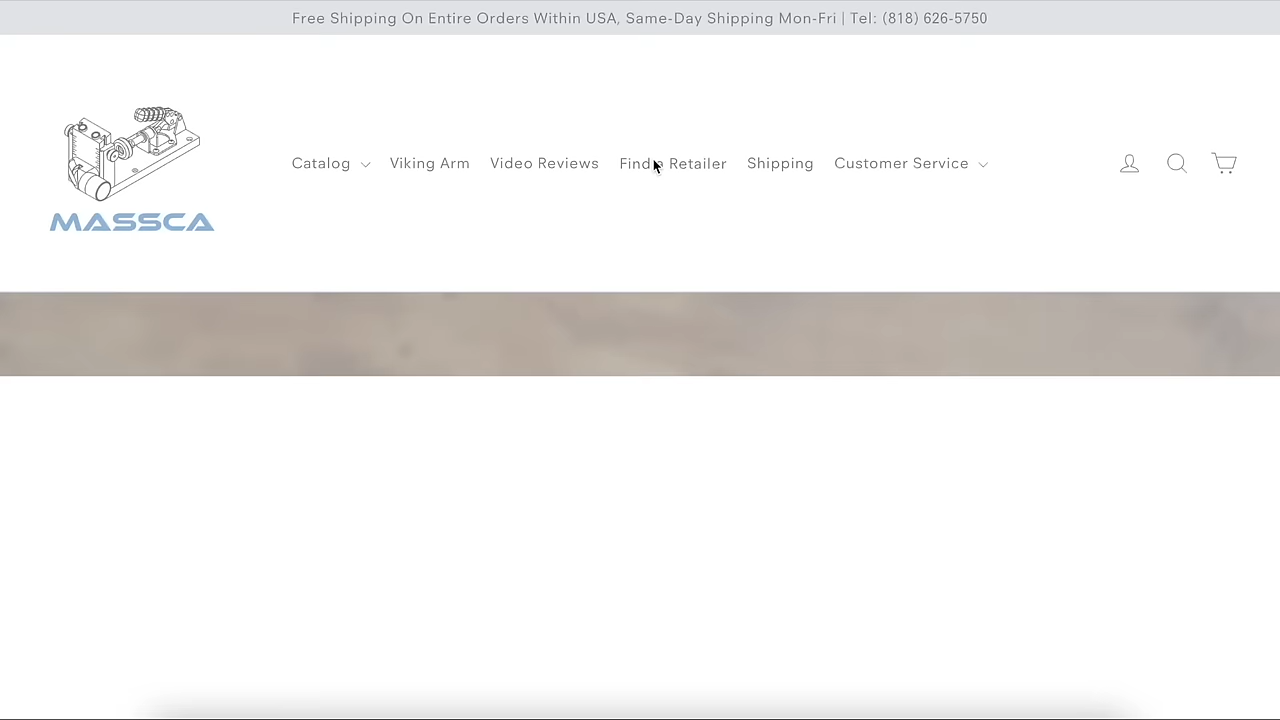 Free Shipping On Entire Orders Within USA, Same-Day Shipping Mon-Fri | Tel: (818) 626-5750
MASSCA
Catalog
Viking Arm
Video Reviews
Find a Retailer
Shipping
Customer Service